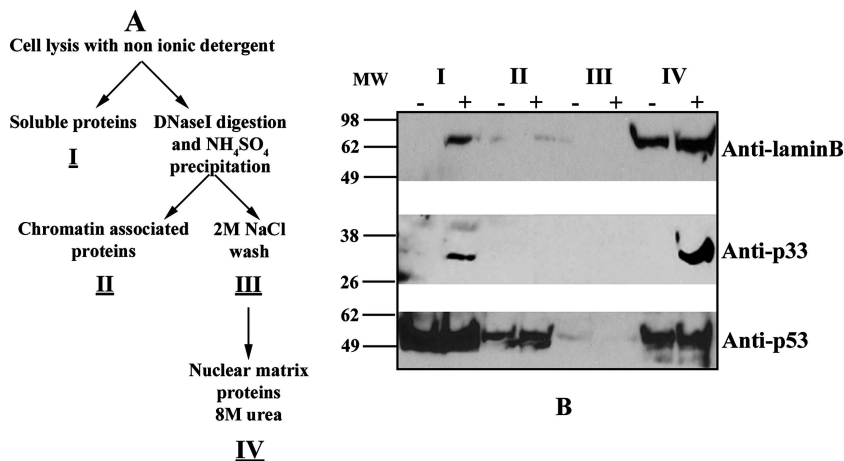 A
Cell lysis with non ionic detergent
Soluble proteins
I
DNaseI digestion
and NH4SO4
precipitation
Chromatin associated
proteins
II
2M NaCl
wash
III
Nuclear matrix
proteins
8M urea
IV
MW I II III IV
- + - + - + - +
98
62
49
Anti-laminB
38
26
Anti-p33
62
49
Anti-p53
B